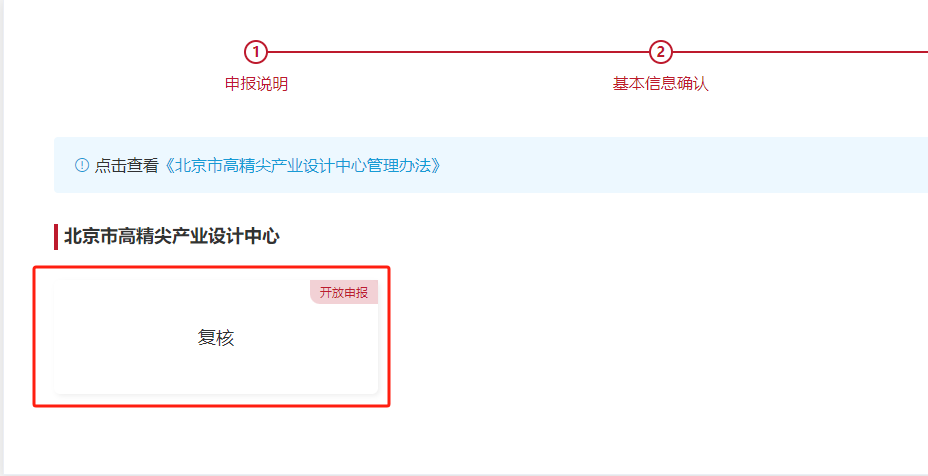 1
2
申报说明
基本信息确认
点击查看《北京市高精尖产业设计中心管理办法》
北京市高精尖产业设计中心
开放申报
复核